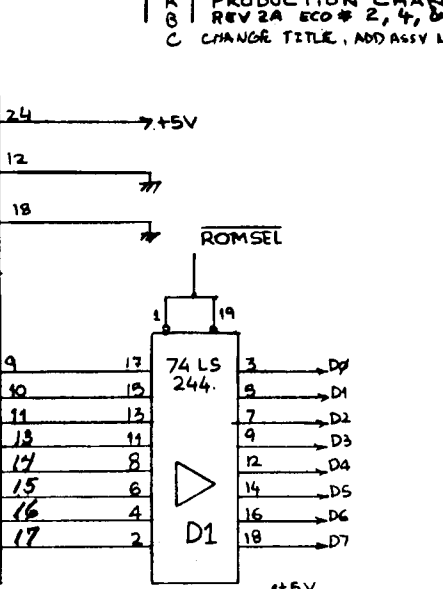 A PRODUCTION CHAN
B REV 2A ECO # 2, 4, &
C CHANGE TITLE, ADD ASSY
24 +5V
12
18
ROMSEL
1 19
9 17 74 LS 3 DØ
10 15 244. 5 D1
11 13 7 D2
13 11 9 D3
14 8 12 D4
15 6 14 D5
16 4 16 D6
17 2 D1 18 D7
+5V